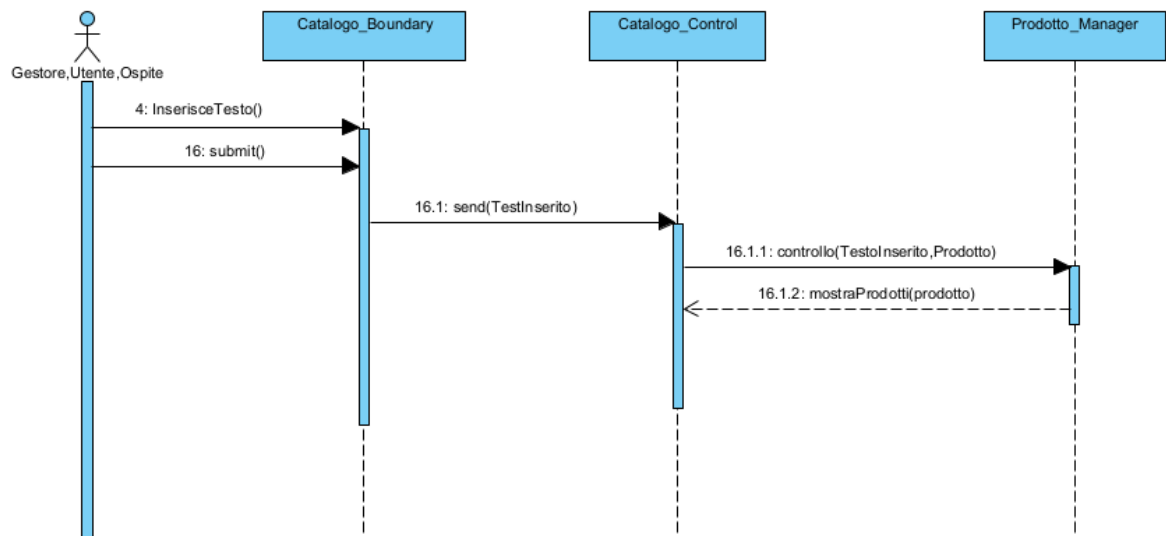 Catalogo_Boundary
Catalogo_Control
Prodotto_Manager
Gestore,Utente,Ospite
4: InserisceTesto()
16: submit()
16.1: send(TestInserito)
16.1.1: controllo(TestoInserito,Prodotto)
16.1.2: mostraProdotti(prodotto)